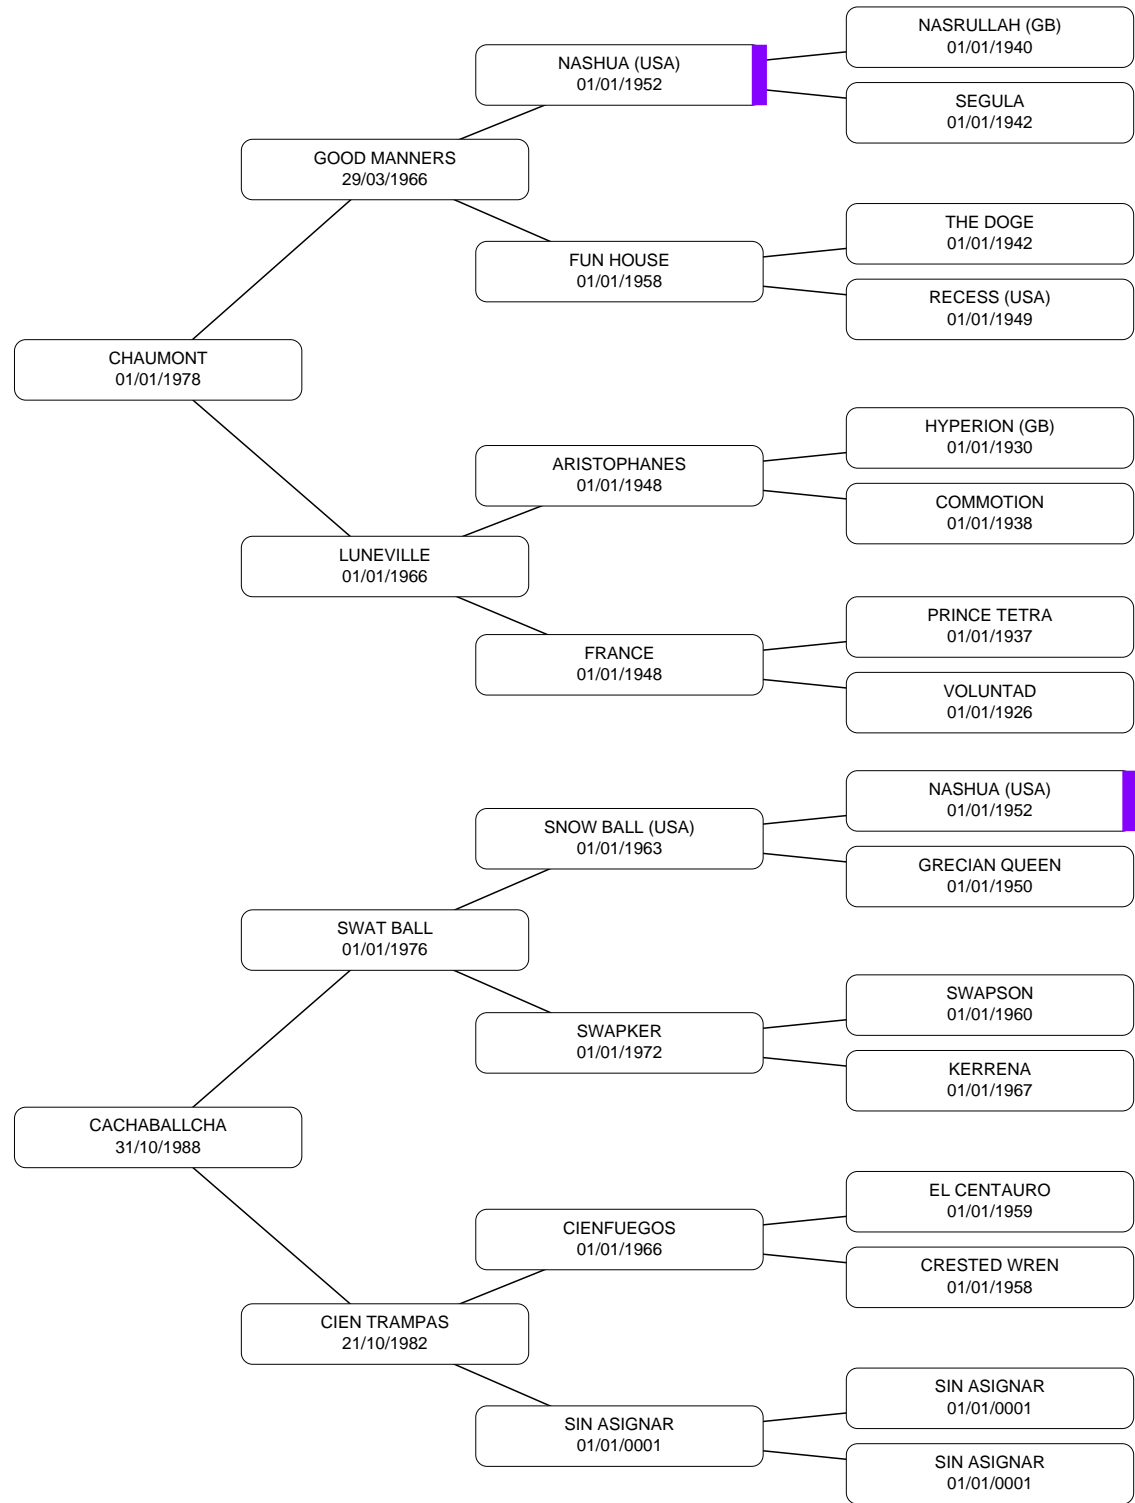 NASRULLAH (GB)
01/01/1940
NASHUA (USA)
01/01/1952
SEGULA
01/01/1942
GOOD MANNERS
29/03/1966
THE DOGE
01/01/1942
FUN HOUSE
01/01/1958
RECESS (USA)
01/01/1949
CHAUMONT
01/01/1978
HYPERION (GB)
01/01/1930
ARISTOPHANES
01/01/1948
COMMOTION
01/01/1938
LUNEVILLE
01/01/1966
PRINCE TETRA
01/01/1937
FRANCE
01/01/1948
VOLUNTAD
01/01/1926
NASHUA (USA)
01/01/1952
SNOW BALL (USA)
01/01/1963
GRECIAN QUEEN
01/01/1950
SWAT BALL
01/01/1976
SWAPSON
01/01/1960
SWAPKER
01/01/1972
KERRENA
01/01/1967
CACHABALLCHA
31/10/1988
EL CENTAURO
01/01/1959
CIENFUEGOS
01/01/1966
CRESTED WREN
01/01/1958
CIEN TRAMPAS
21/10/1982
SIN ASIGNAR
01/01/0001
SIN ASIGNAR
01/01/0001
SIN ASIGNAR
01/01/0001